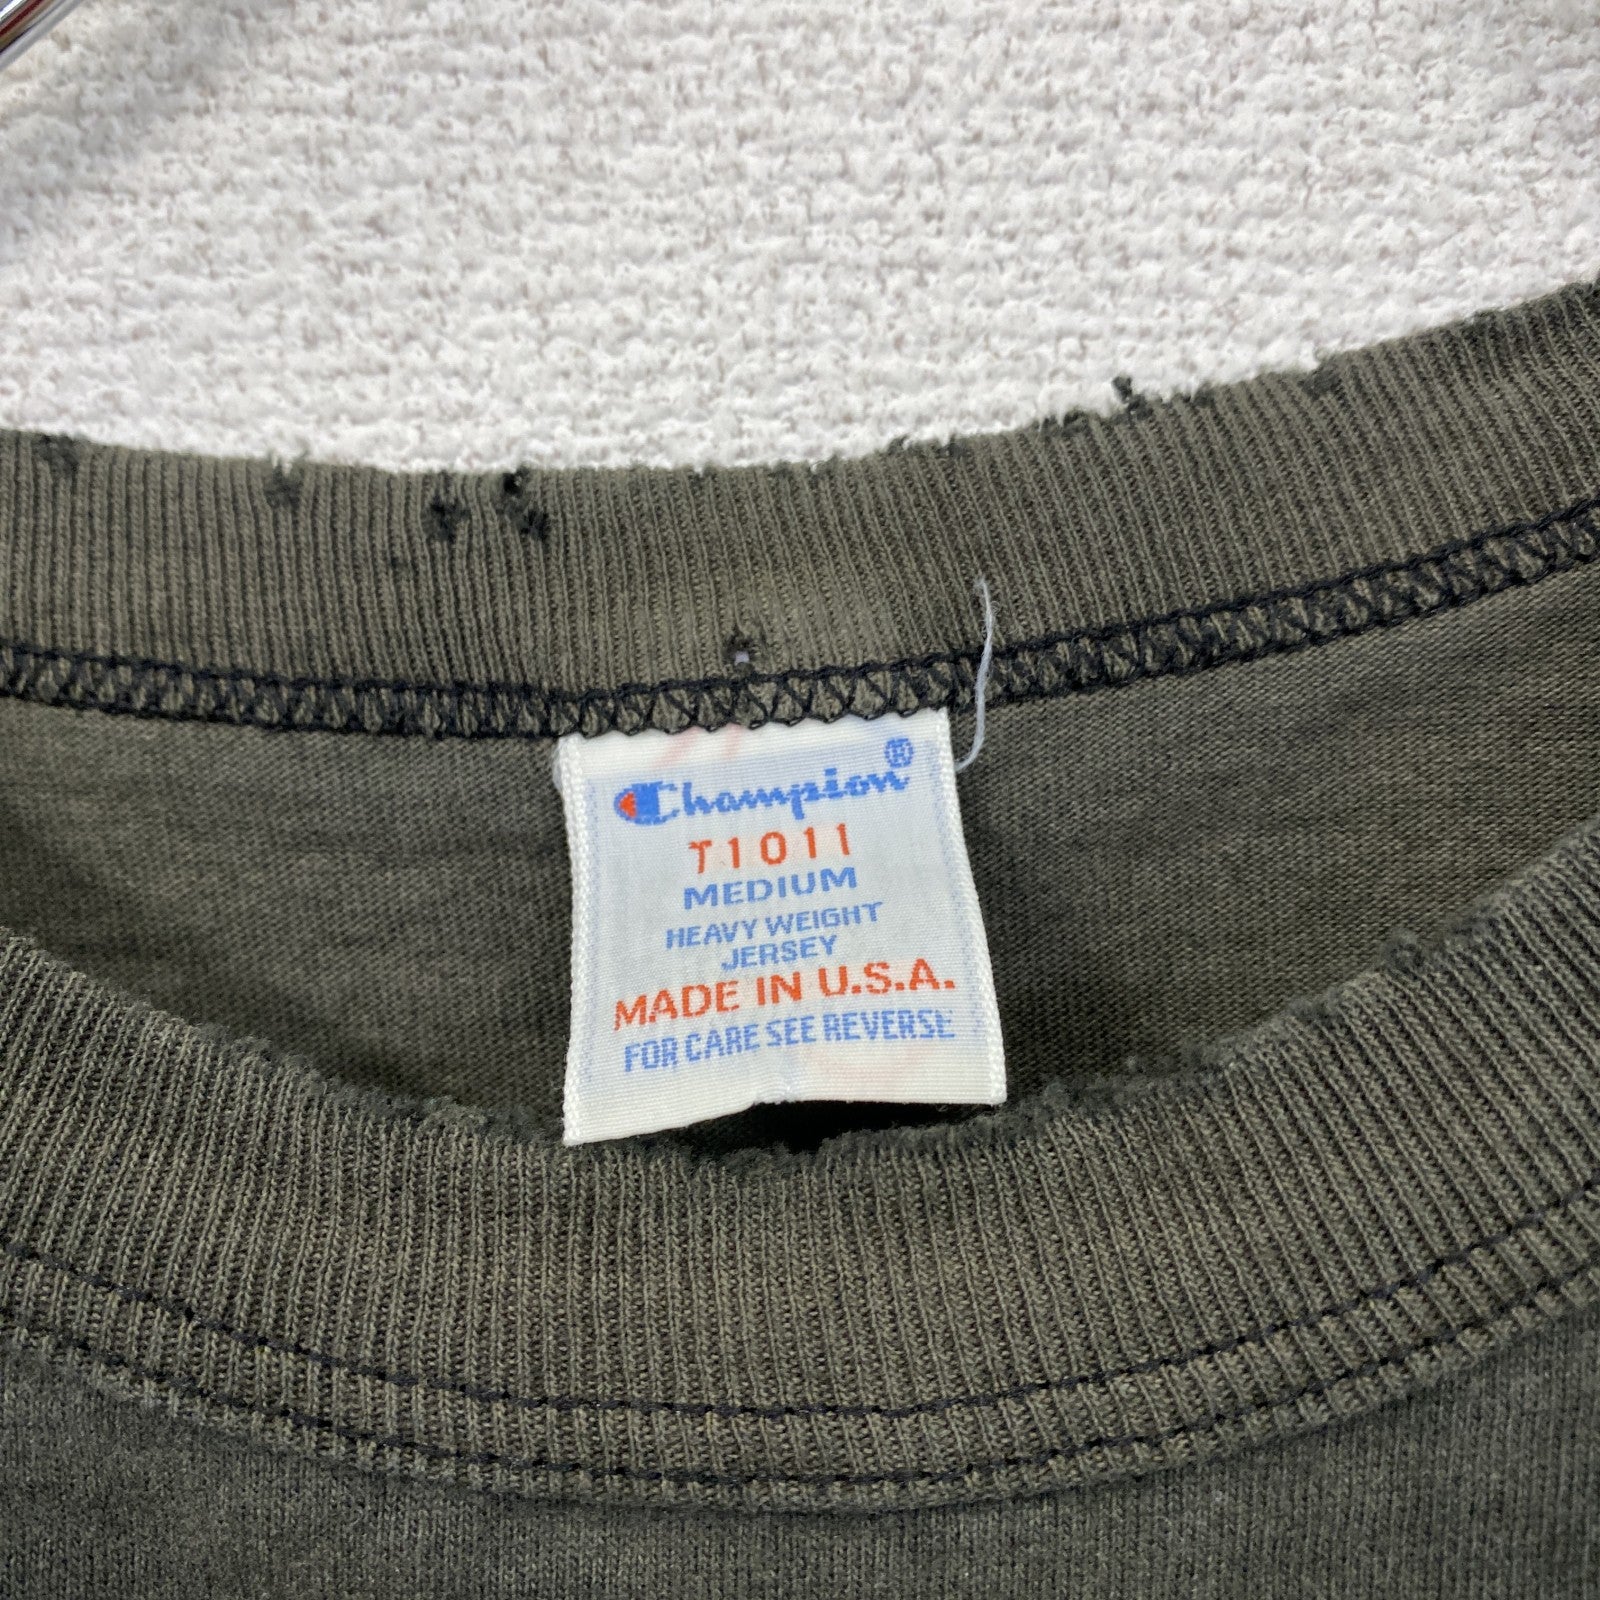 Champion®
T1011
MEDIUM
HEAVY WEIGHT
JERSEY
MADE IN U.S.A.
FOR CARE SEE REVERSE